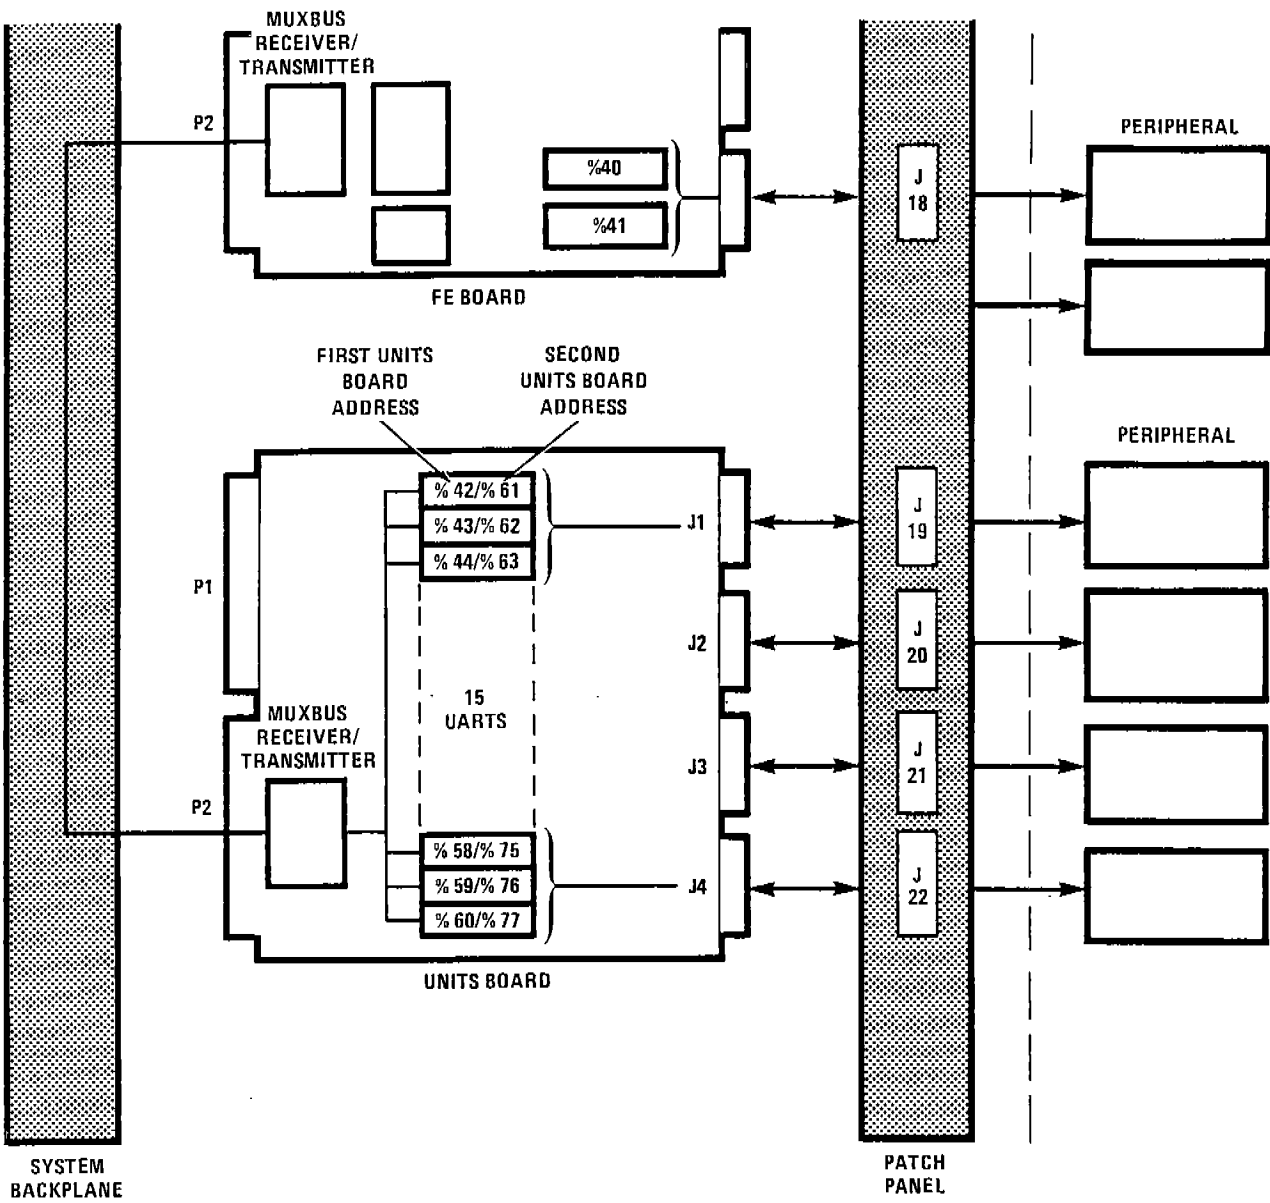 MUXBUS
RECEIVER/
TRANSMITTER
P2
%40
%41
FE BOARD
J
18
PERIPHERAL
FIRST UNITS
BOARD
ADDRESS
SECOND
UNITS BOARD
ADDRESS
PERIPHERAL
% 42/% 61
% 43/% 62
% 44/% 63
J1
J
19
P1
J2
J
20
15
UARTS
MUXBUS
RECEIVER/
TRANSMITTER
J3
J
21
P2
% 58/% 75
% 59/% 76
% 60/% 77
J4
J
22
UNITS BOARD
SYSTEM
BACKPLANE
PATCH
PANEL